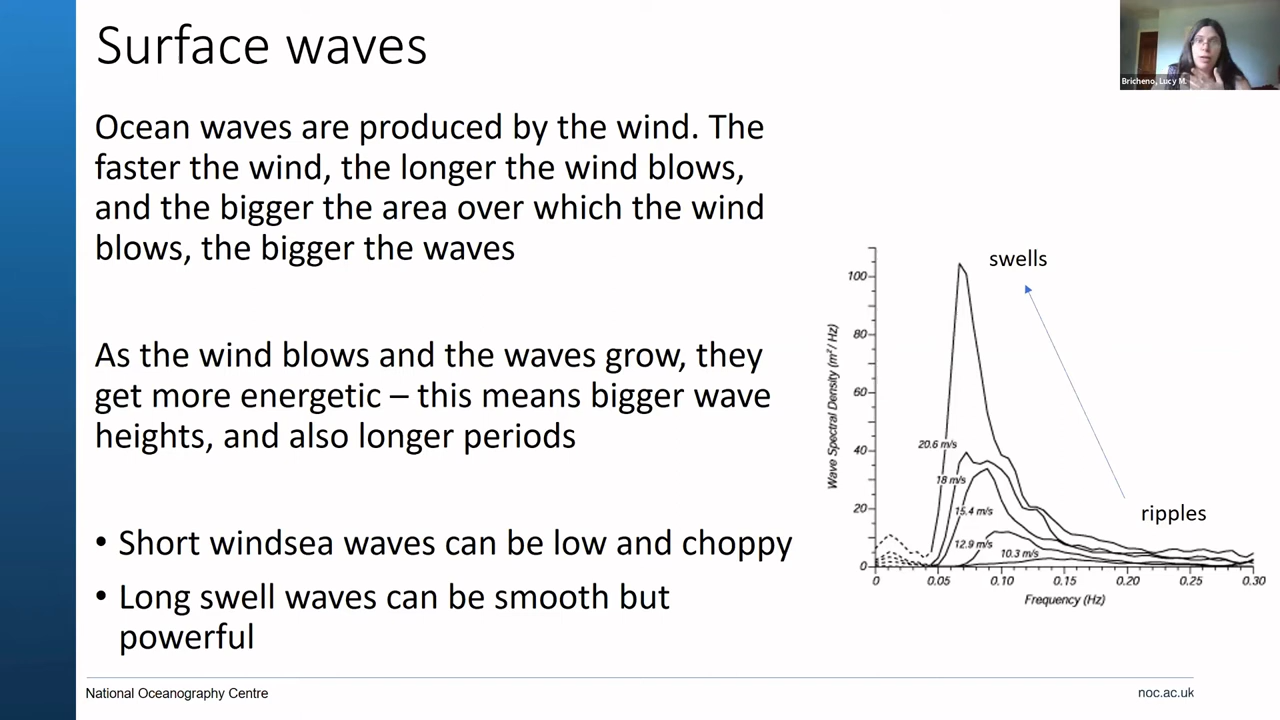 Surface waves
Bricheno, Lucy M.
Ocean waves are produced by the wind. The
faster the wind, the longer the wind blows,
and the bigger the area over which the wind
blows, the bigger the waves
As the wind blows and the waves grow, they
get more energetic – this means bigger wave
heights, and also longer periods
• Short windsea waves can be low and choppy
• Long swell waves can be smooth but
powerful
swells
ripples
Wave Spectral Density (m²/ Hz)
100
80
60
40
20
0
20.6 m/s
18 m/s
15.4 m/s
12.9 m/s
10.3 m/s
0 0.05 0.10 0.15 0.20 0.25 0.30
Frequency (Hz)
National Oceanography Centre
noc.ac.uk